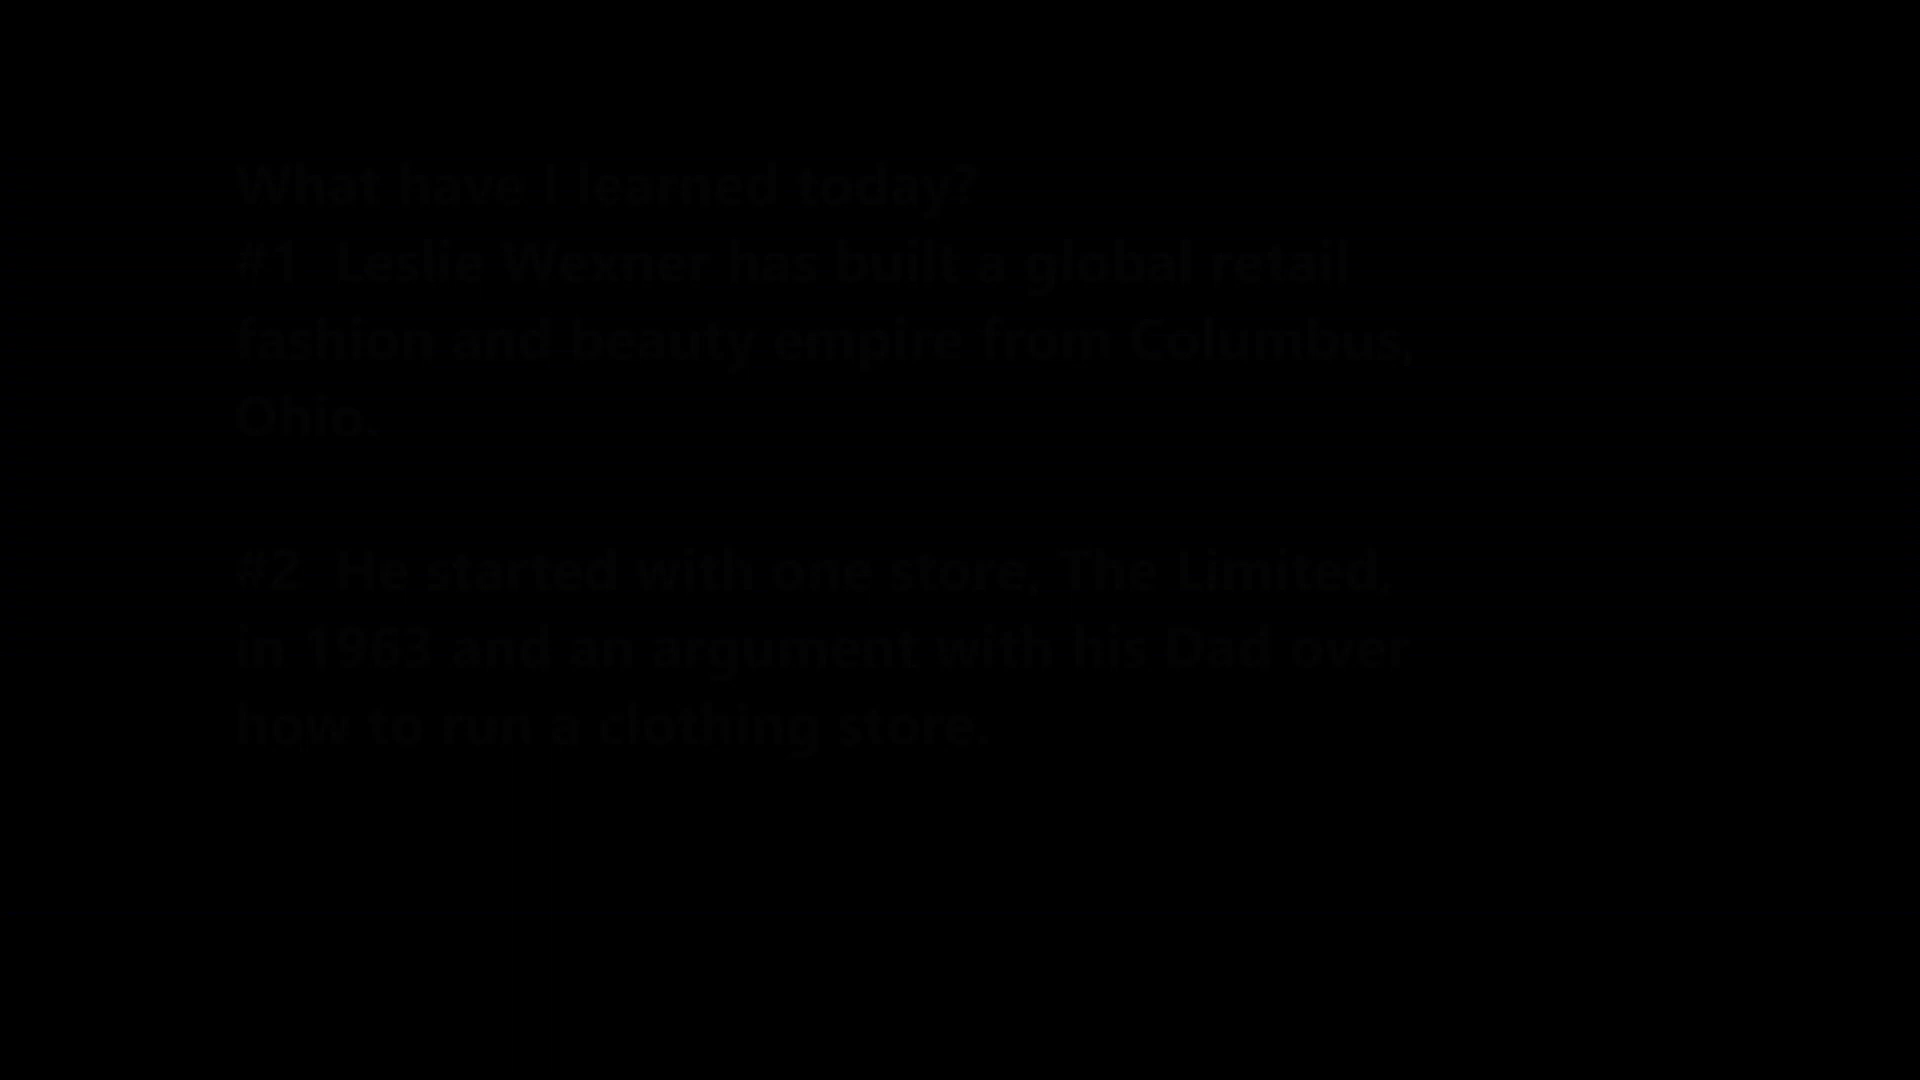 What have I learned today?
#1 Leslie Wexner has built a global retail
fashion and beauty empire from Columbus,
Ohio.
#2 He started with one store, The Limited,
in 1963 and an argument with his Dad over
how to run a clothing store.